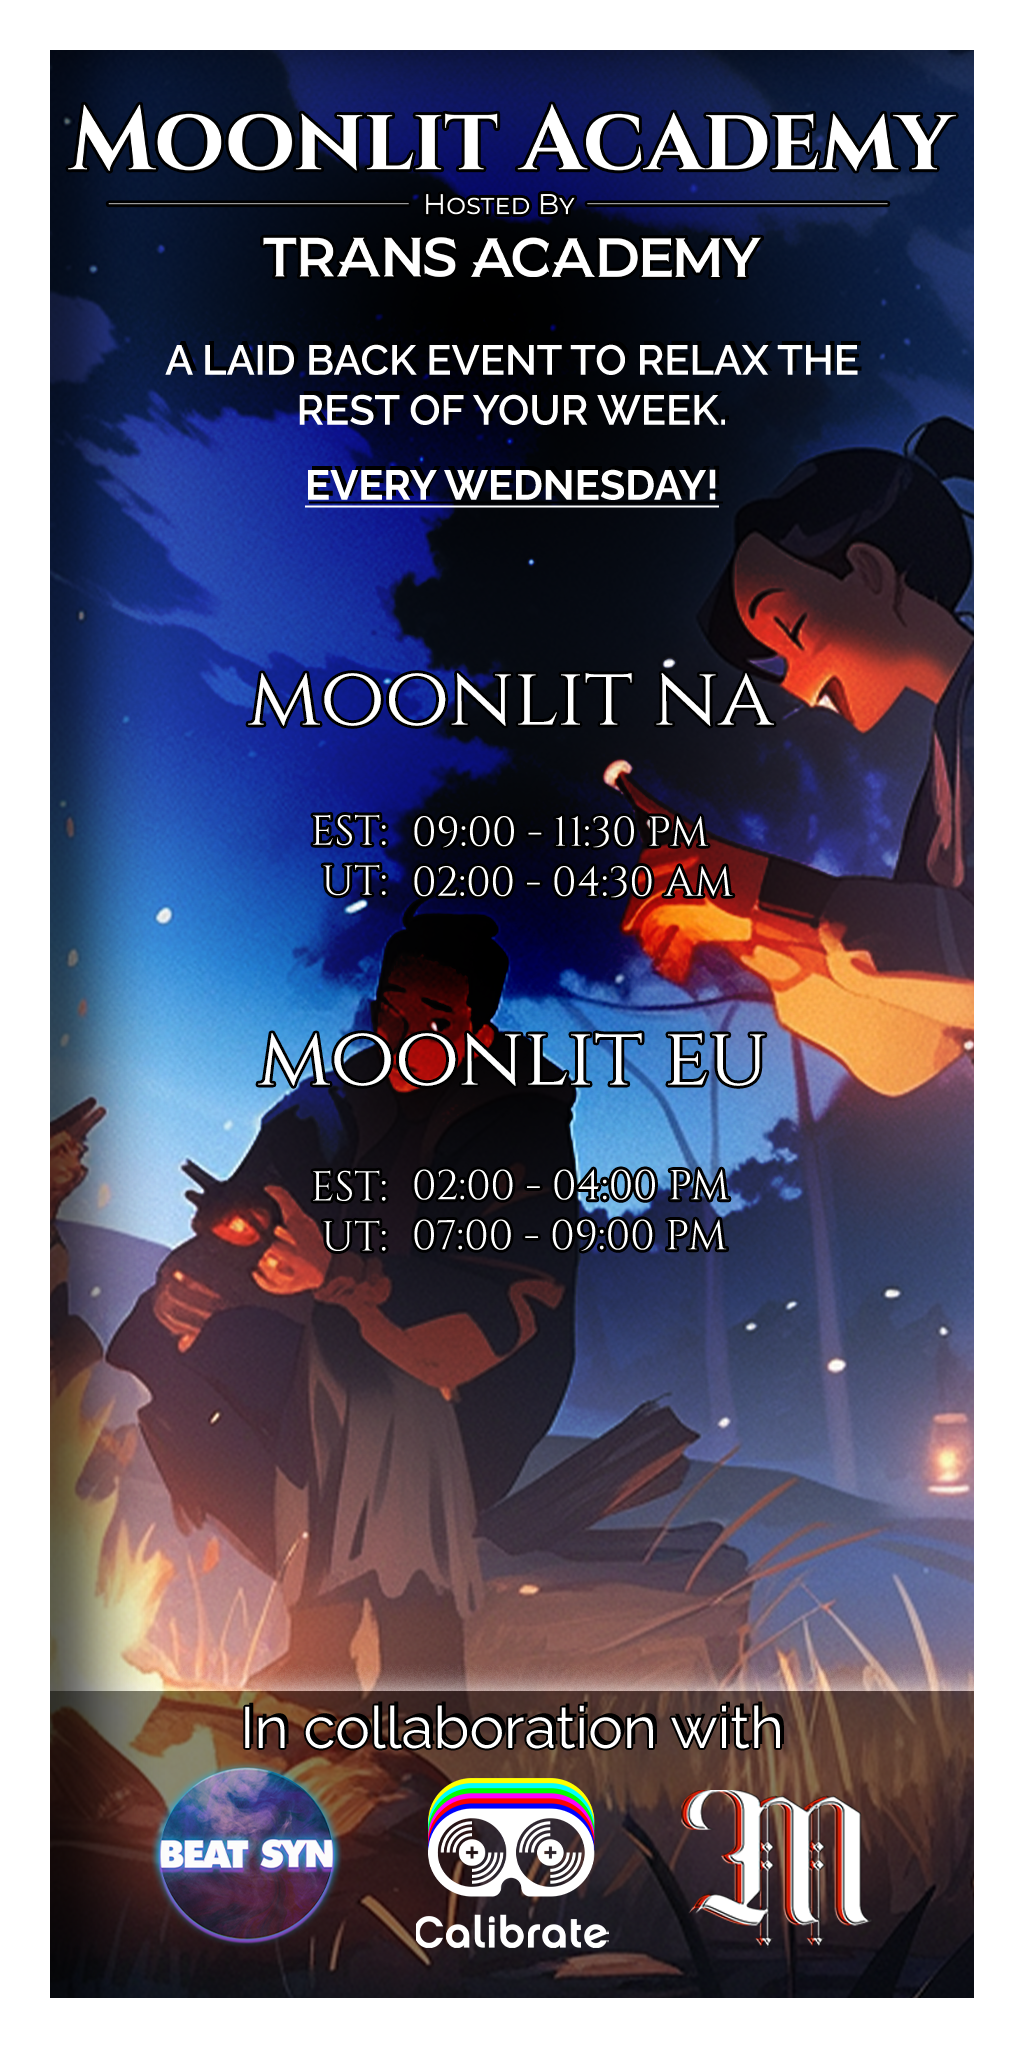 MOONLIT ACADEMY
HOSTED BY
TRANS ACADEMY
A LAID BACK EVENT TO RELAX THE
REST OF YOUR WEEK.
EVERY WEDNESDAY!
MOONLIT NA
EST: 09:00 - 11:30 PM
UT: 02:00 - 04:30 AM
MOONLIT EU
EST: 02:00 - 04:00 PM
UT: 07:00 - 09:00 PM
In collaboration with
BEAT SYN
Calibrate
M